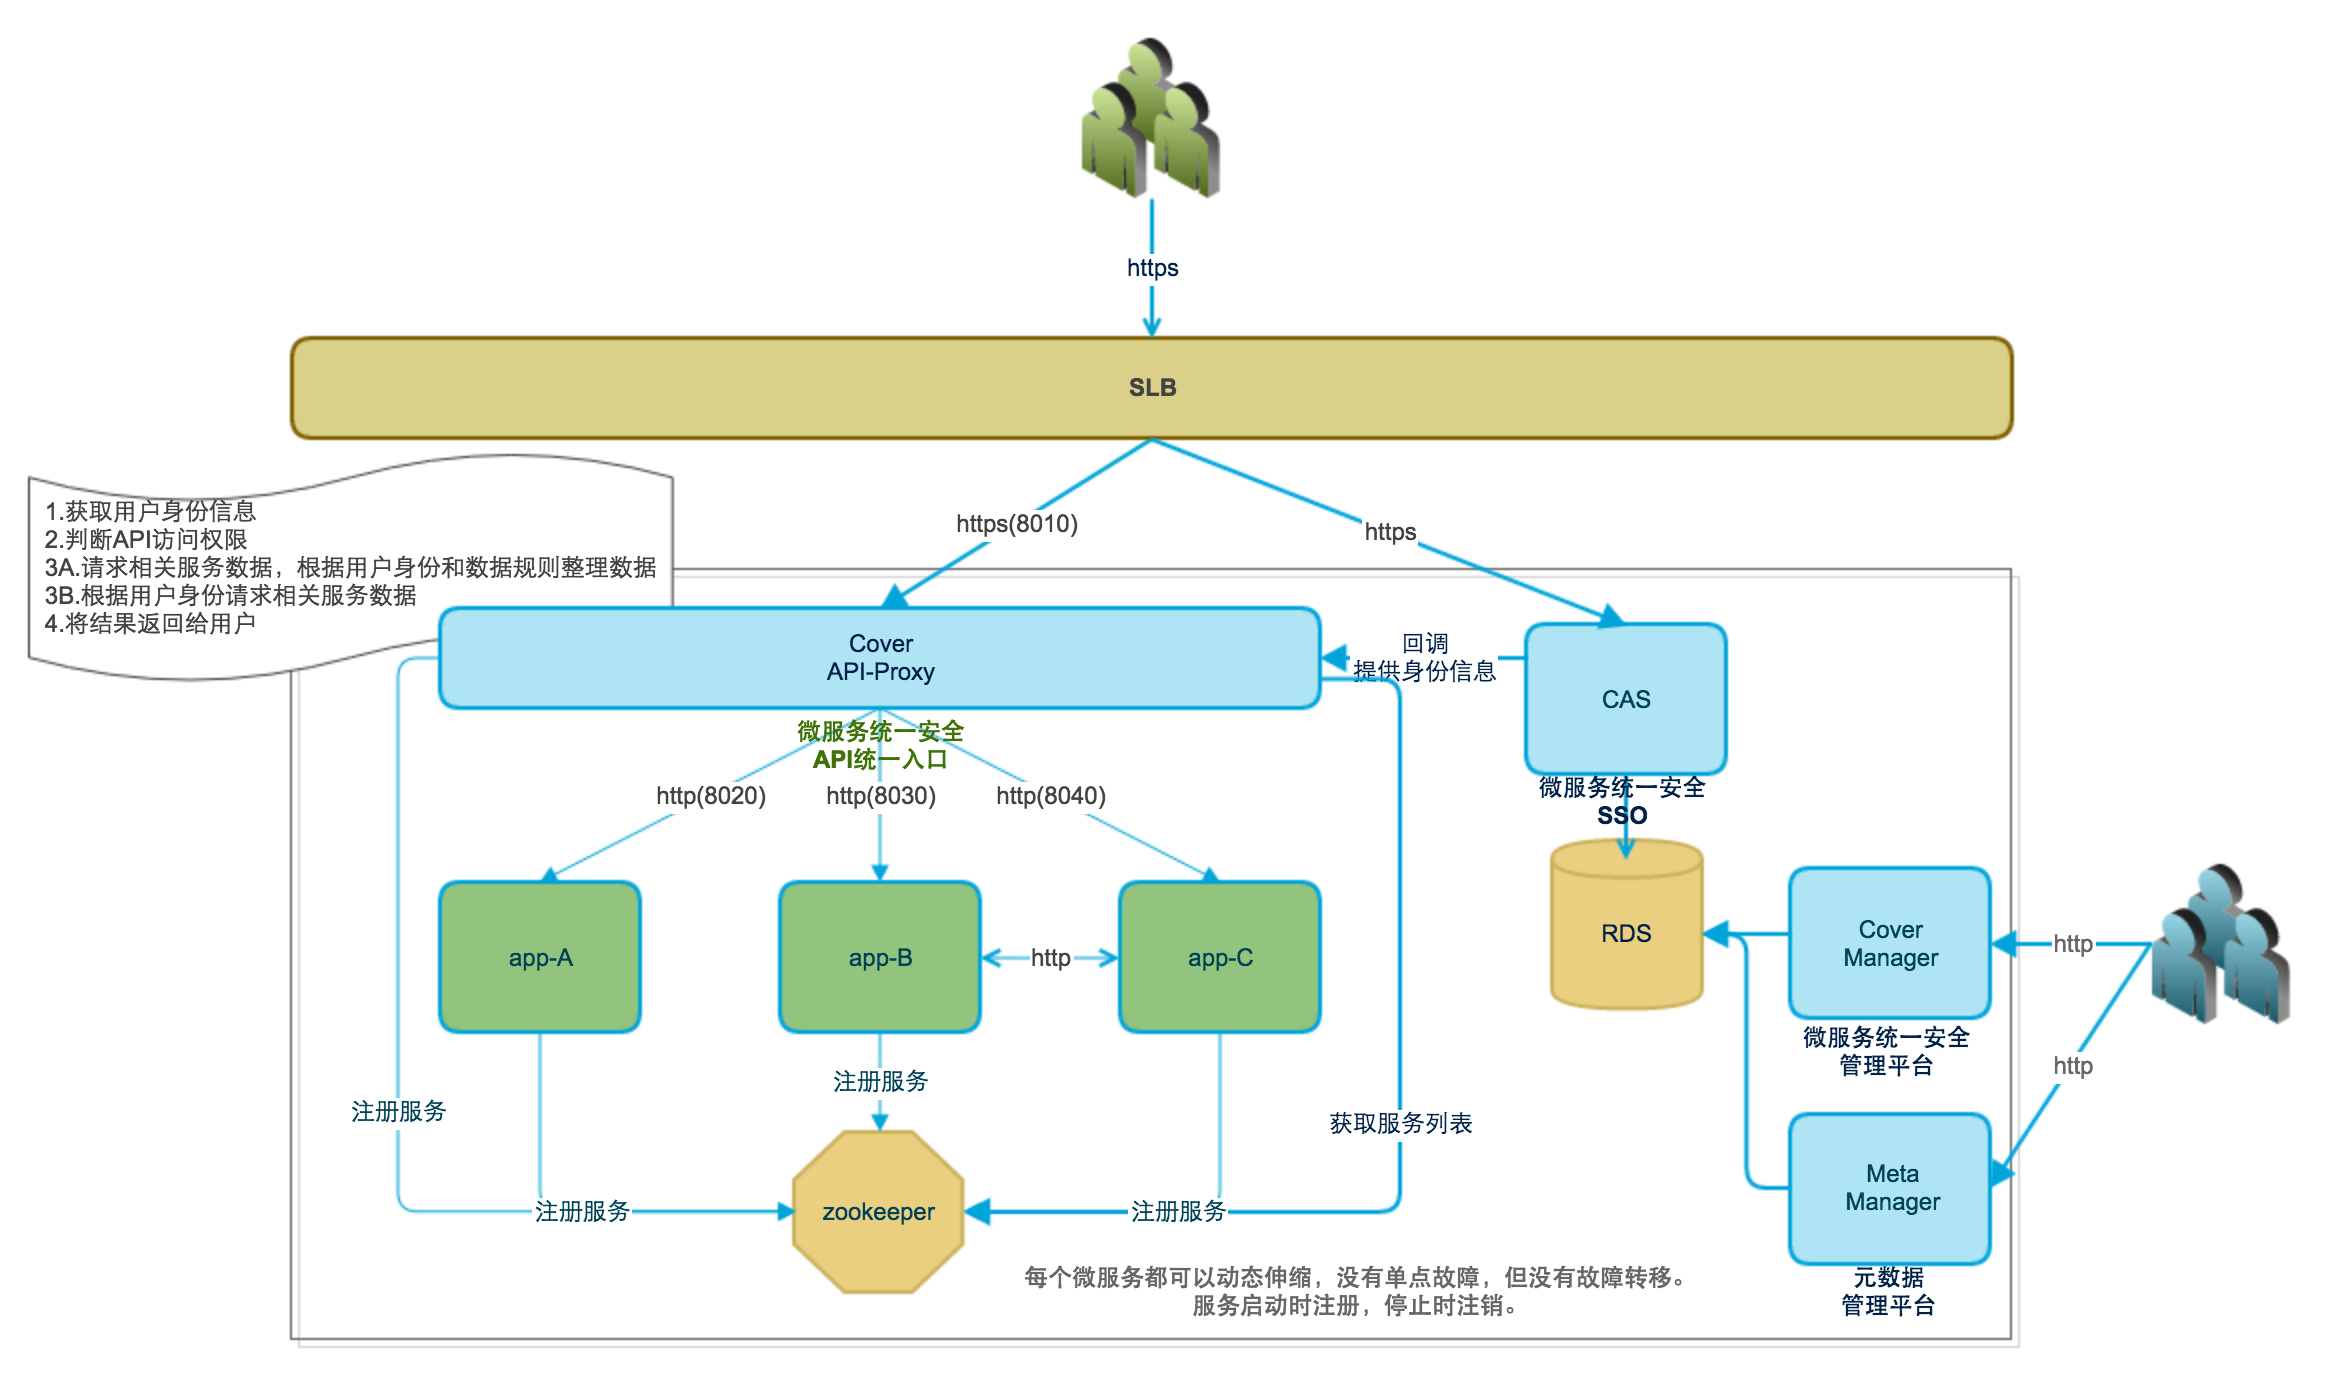 https
SLB
https(8010)
https
1.获取用户身份信息
2.判断API访问权限
3A.请求相关服务数据，根据用户身份和数据规则整理数据
3B.根据用户身份请求相关服务数据
4.将结果返回给用户
Cover
API-Proxy
回调
提供身份信息
CAS
微服务统一安全
API统一入口
微服务统一安全
SSO
http(8020)
http(8030)
http(8040)
app-A
app-B
http
app-C
RDS
Cover
Manager
http
微服务统一安全
管理平台
http
注册服务
注册服务
获取服务列表
Meta
Manager
注册服务
zookeeper
注册服务
元数据
管理平台
每个微服务都可以动态伸缩，没有单点故障，但没有故障转移。
服务启动时注册，停止时注销。